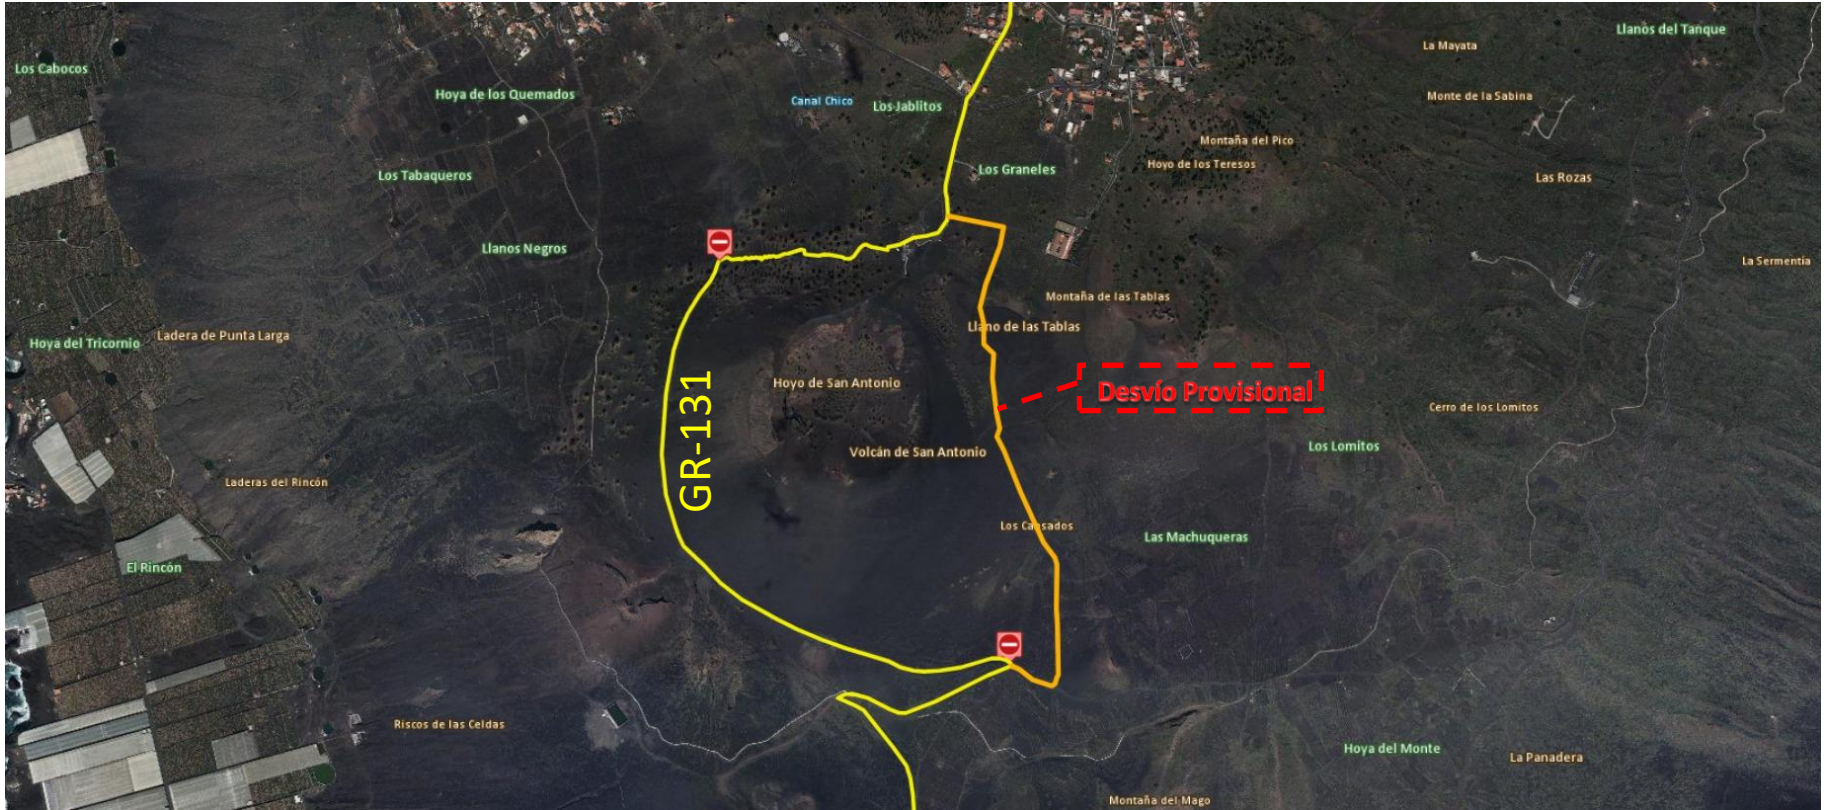 Llanos del Tanque
La Mayata
Los Cabocos
Hoya de los Quemados
Canal Chico
Los Jablitos
Monte de la Sabina
Montaña del Pico
Hoyo de los Teresos
Los Graneles
Los Tabaqueros
Las Rozas
Llanos Negros
La Sermentía
Montaña de las Tablas
Llano de las Tablas
Ladera de Punta Larga
Hoya del Tricornio
Hoyo de San Antonio
GR-131
Desvío Provisional
Cerro de los Lomitos
Los Lomitos
Volcán de San Antonio
Laderas del Rincón
Los Cansados
Las Machuqueras
El Rincón
Riscos de las Celdas
Hoya del Monte
La Panadera
Montaña del Mago